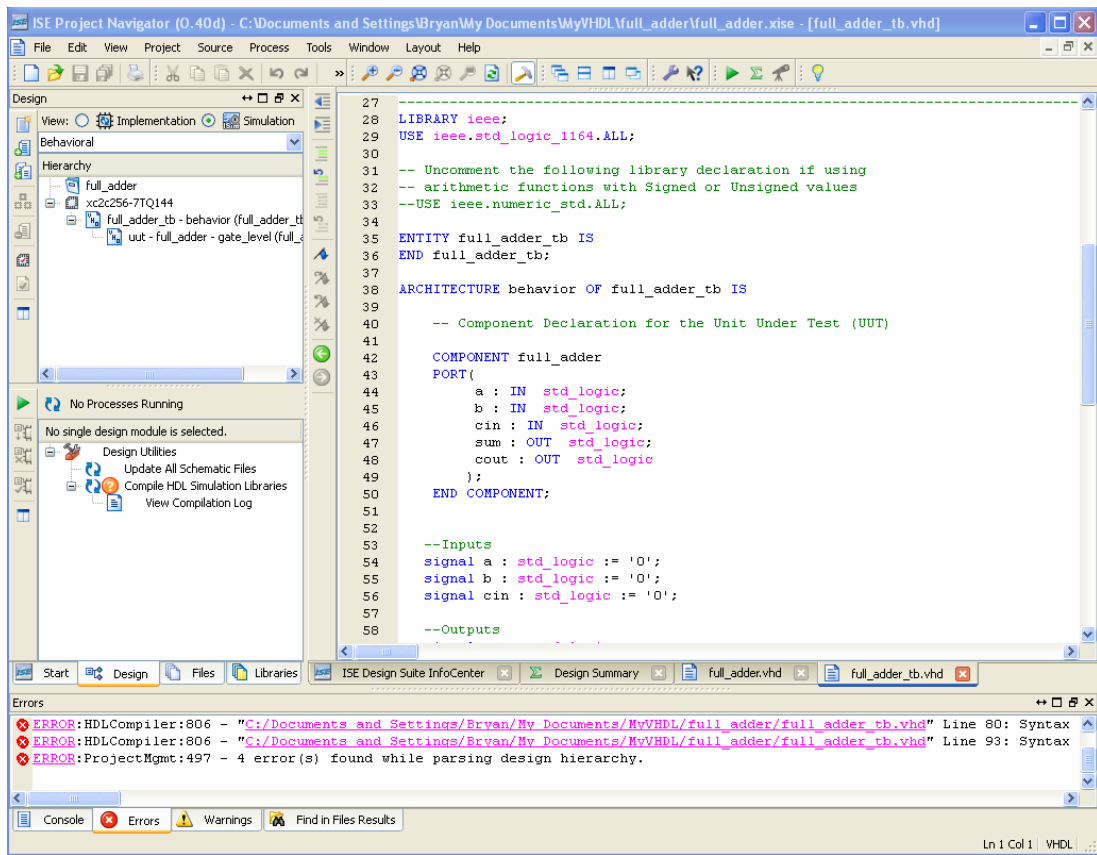 ISE Project Navigator (O.40d) - C:\Documents and Settings\Bryan\My Documents\MyVHDL\full_adder\full_adder.xise - [full_adder_tb.vhd]
File Edit View Project Source Process Tools Window Layout Help
Design
View: Implementation Simulation
Behavioral
Hierarchy
full_adder
xc2c256-7TQ144
full_adder_tb - behavior (full_adder_tb
uut - full_adder - gate_level (full_a
No Processes Running
No single design module is selected.
Design Utilities
Update All Schematic Files
Compile HDL Simulation Libraries
View Compilation Log
Start Design Files Libraries
27 ----------------------------------------------------------------------------------
28 LIBRARY ieee;
29 USE ieee.std_logic_1164.ALL;
30
31 -- Uncomment the following library declaration if using
32 -- arithmetic functions with Signed or Unsigned values
33 --USE ieee.numeric_std.ALL;
34
35 ENTITY full_adder_tb IS
36 END full_adder_tb;
37
38 ARCHITECTURE behavior OF full_adder_tb IS
39
40 -- Component Declaration for the Unit Under Test (UUT)
41
42 COMPONENT full_adder
43 PORT(
44 a : IN std_logic;
45 b : IN std_logic;
46 cin : IN std_logic;
47 sum : OUT std_logic;
48 cout : OUT std_logic
49 );
50 END COMPONENT;
51
52
53 --Inputs
54 signal a : std_logic := '0';
55 signal b : std_logic := '0';
56 signal cin : std_logic := '0';
57
58 --Outputs
ISE Design Suite InfoCenter Design Summary full_adder.vhd full_adder_tb.vhd
Errors
ERROR:HDLCompiler:806 - "C:/Documents and Settings/Bryan/My Documents/MyVHDL/full_adder/full_adder_tb.vhd" Line 80: Syntax
ERROR:HDLCompiler:806 - "C:/Documents and Settings/Bryan/My Documents/MyVHDL/full_adder/full_adder_tb.vhd" Line 93: Syntax
ERROR:ProjectMgmt:497 - 4 error(s) found while parsing design hierarchy.
Console Errors Warnings Find in Files Results
Ln 1 Col 1 VHDL